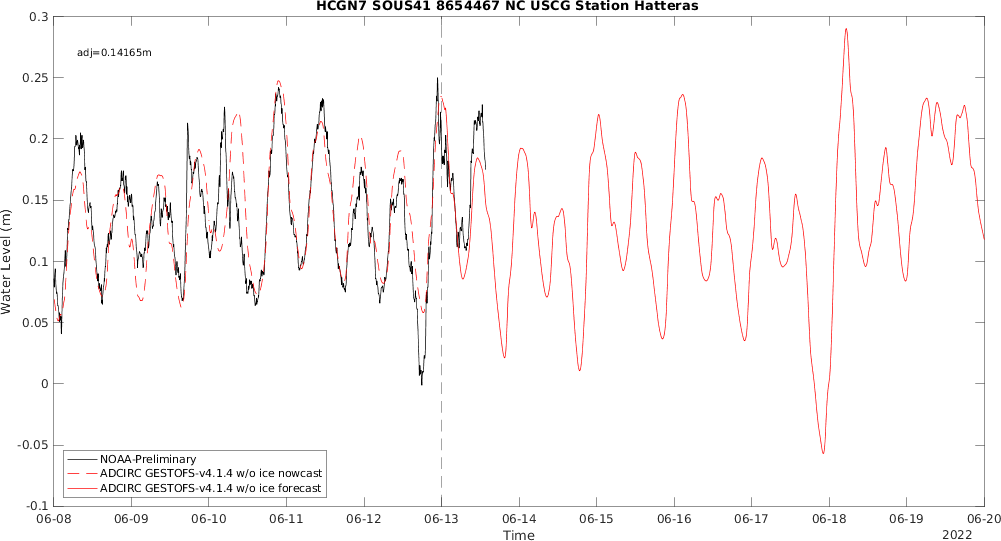 HCGN7 SOUS41 8654467 NC USCG Station Hatteras
adj=0.14165m
Water Level (m)
0.3
0.25
0.2
0.15
0.1
0.05
0
-0.05
-0.1
NOAA-Preliminary
ADCIRC GESTOFS-v4.1.4 w/o ice nowcast
ADCIRC GESTOFS-v4.1.4 w/o ice forecast
06-08 06-09 06-10 06-11 06-12 06-13 06-14 06-15 06-16 06-17 06-18 06-19 06-20
Time
2022